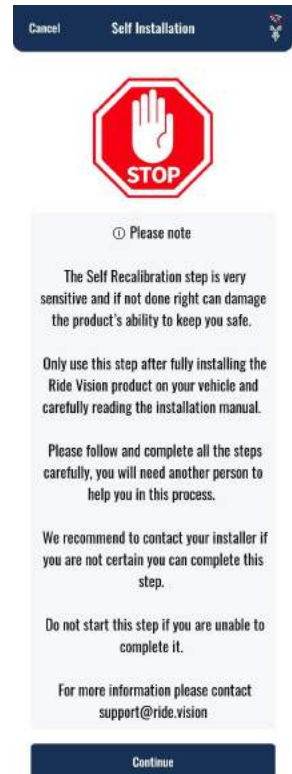 Cancel
Self Installation
STOP
ⓘ Please note
The Self Recalibration step is very
sensitive and if not done right can damage
the product's ability to keep you safe.
Only use this step after fully installing the
Ride Vision product on your vehicle and
carefully reading the installation manual.
Please follow and complete all the steps
carefully, you will need another person to
help you in this process.
We recommend to contact your installer if
you are not certain you can complete this
step.
Do not start this step if you are unable to
complete it.
For more information please contact
support@ride.vision
Continue